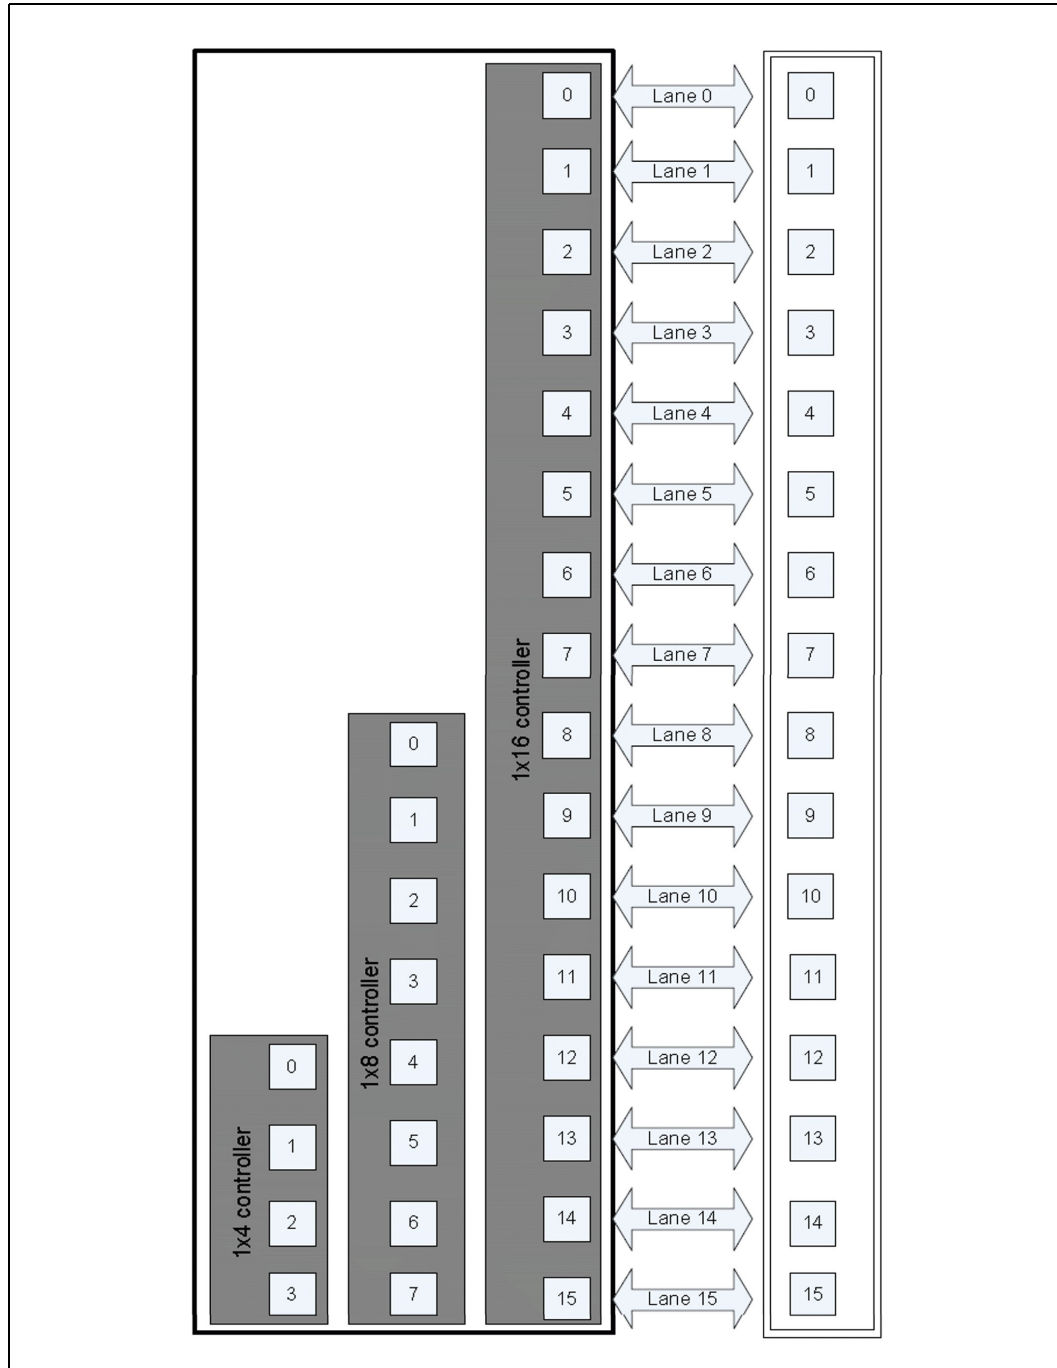 0 Lane 0 0
1 Lane 1 1
2 Lane 2 2
3 Lane 3 3
4 Lane 4 4
5 Lane 5 5
6 Lane 6 6
7 Lane 7 7
1x16 controller
0 8 Lane 8 8
1 9 Lane 9 9
2 10 Lane 10 10
3 11 Lane 11 11
1x8 controller
0 4 12 Lane 12 12
1 5 13 Lane 13 13
1x4 controller
2 6 14 Lane 14 14
3 7 15 Lane 15 15